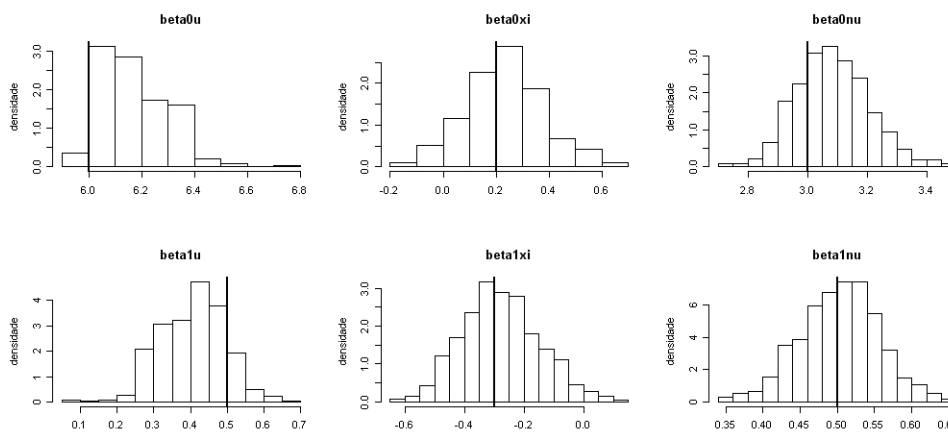 beta0u
densidade
0.0 1.0 2.0 3.0
6.0 6.2 6.4 6.6 6.8
beta0xi
densidade
0.0 1.0 2.0
-0.2 0.0 0.2 0.4 0.6
beta0nu
densidade
0.0 1.0 2.0 3.0
2.8 3.0 3.2 3.4
beta1u
densidade
0 1 2 3 4
0.1 0.2 0.3 0.4 0.5 0.6 0.7
beta1xi
densidade
0.0 1.0 2.0 3.0
-0.6 -0.4 -0.2 0.0
beta1nu
densidade
0 2 4 6
0.35 0.40 0.45 0.50 0.55 0.60